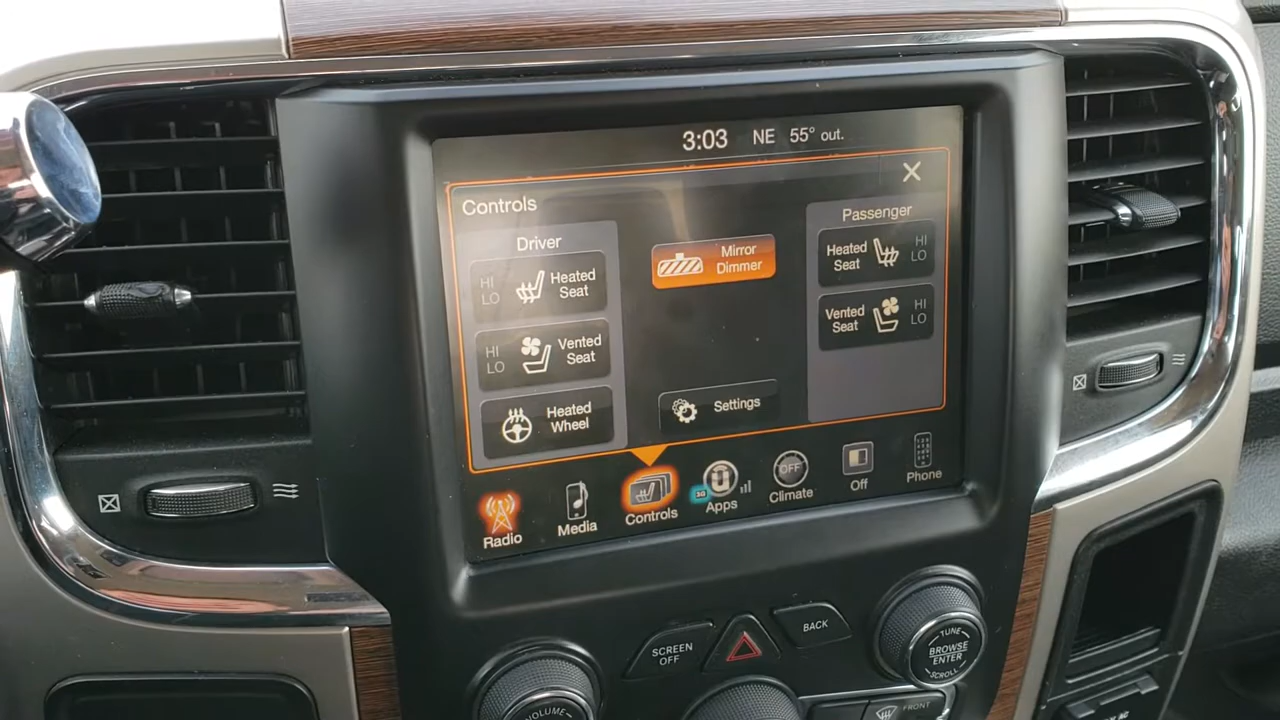 3:03 NE 55° out.
X
Controls
Driver
HI
LO
Heated
Seat
HI
LO
Vented
Seat
Heated
Wheel
Mirror
Dimmer
Settings
Passenger
Heated
Seat
HI
LO
Vented
Seat
HI
LO
Radio
Media
Controls
3G
Apps
OFF
Climate
Off
Phone
SCREEN
OFF
BACK
TUNE
BROWSE
ENTER
SCROLL
VOLUME
FRONT